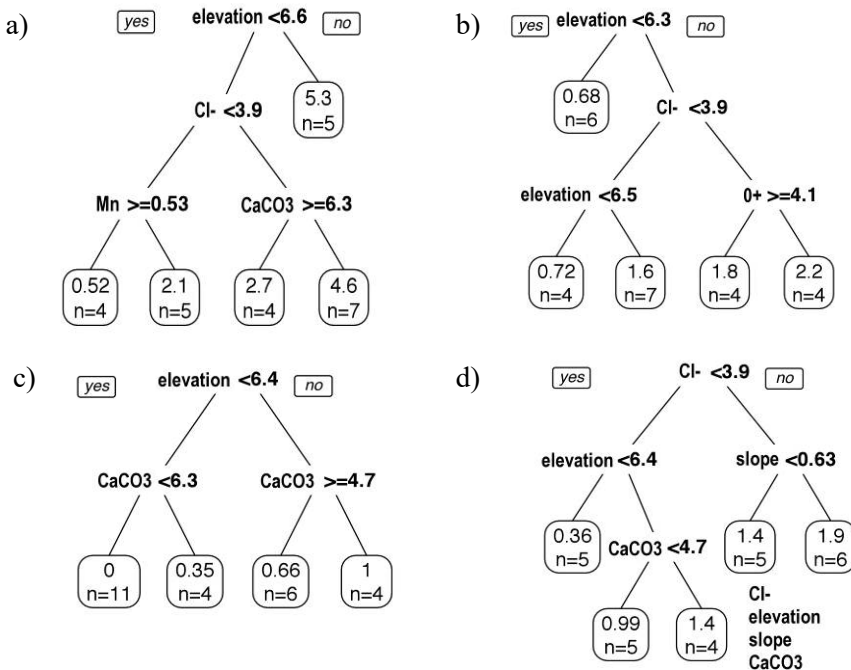 a)
yes
elevation <6.6
no
5.3
n=5
Cl- <3.9
Mn >=0.53
CaCO3 >=6.3
0.52
n=4
2.1
n=5
2.7
n=4
4.6
n=7
b)
yes
elevation <6.3
no
0.68
n=6
Cl- <3.9
elevation <6.5
0+ >=4.1
0.72
n=4
1.6
n=7
1.8
n=4
2.2
n=4
c)
yes
elevation <6.4
no
CaCO3 <6.3
CaCO3 >=4.7
0
n=11
0.35
n=4
0.66
n=6
1
n=4
d)
yes
Cl- <3.9
no
elevation <6.4
slope <0.63
0.36
n=5
CaCO3 <4.7
1.4
n=5
1.9
n=6
0.99
n=5
1.4
n=4
Cl-
elevation
slope
CaCO3